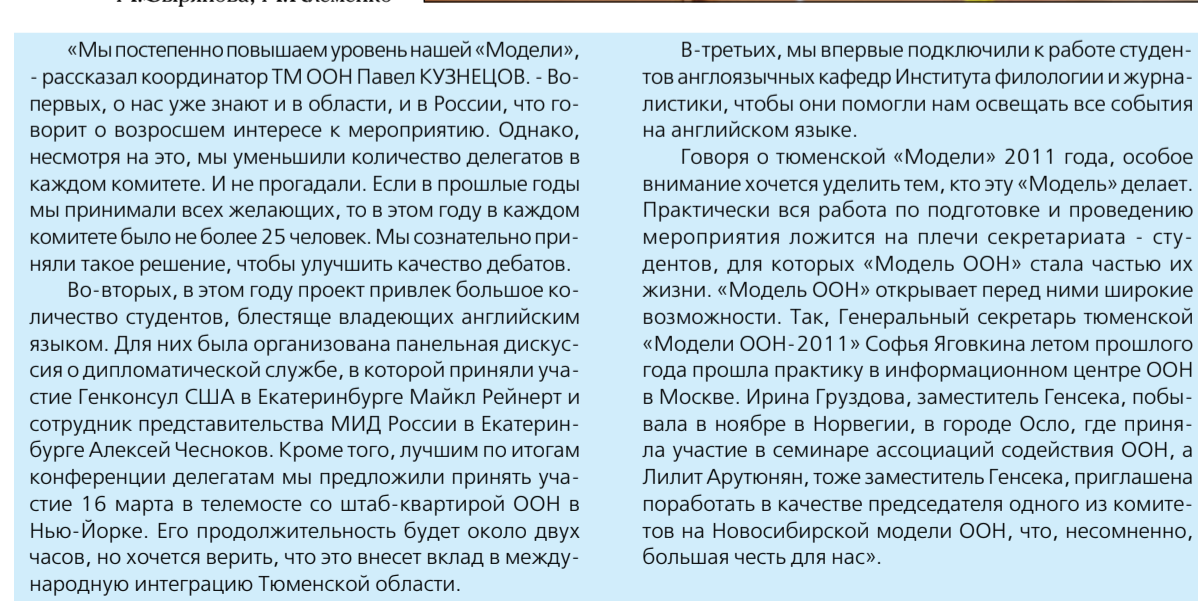 «Мы постепенно повышаем уровень нашей «Модели»,
- рассказал координатор ТМ ООН Павел КУЗНЕЦОВ. - Во-
первых, о нас уже знают и в области, и в России, что го-
ворит о возросшем интересе к мероприятию. Однако,
несмотря на это, мы уменьшили количество делегатов в
каждом комитете. И не прогадали. Если в прошлые годы
мы принимали всех желающих, то в этом году в каждом
комитете было не более 25 человек. Мы сознательно при-
няли такое решение, чтобы улучшить качество дебатов.
Во-вторых, в этом году проект привлек большое ко-
личество студентов, блестяще владеющих английским
языком. Для них была организована панельная дискус-
сия о дипломатической службе, в которой приняли уча-
стие Генконсул США в Екатеринбурге Майкл Рейнерт и
сотрудник представительства МИД России в Екатерин-
бурге Алексей Чесноков. Кроме того, лучшим по итогам
конференции делегатам мы предложили принять уча-
стие 16 марта в телемосте со штаб-квартирой ООН в
Нью-Йорке. Его продолжительность будет около двух
часов, но хочется верить, что это внесет вклад в между-
народную интеграцию Тюменской области.
В-третьих, мы впервые подключили к работе студен-
тов англоязычных кафедр Института филологии и журна-
листики, чтобы они помогли нам освещать все события
на английском языке.
Говоря о тюменской «Модели» 2011 года, особое
внимание хочется уделить тем, кто эту «Модель» делает.
Практически вся работа по подготовке и проведению
мероприятия ложится на плечи секретариата - сту-
дентов, для которых «Модель ООН» стала частью их
жизни. «Модель ООН» открывает перед ними широкие
возможности. Так, Генеральный секретарь тюменской
«Модели ООН-2011» Софья Яговкина летом прошлого
года прошла практику в информационном центре ООН
в Москве. Ирина Груздова, заместитель Генсека, побы-
вала в ноябре в Норвегии, в городе Осло, где приня-
ла участие в семинаре ассоциаций содействия ООН, а
Лилит Арутюнян, тоже заместитель Генсека, приглашена
поработать в качестве председателя одного из комите-
тов на Новосибирской модели ООН, что, несомненно,
большая честь для нас».